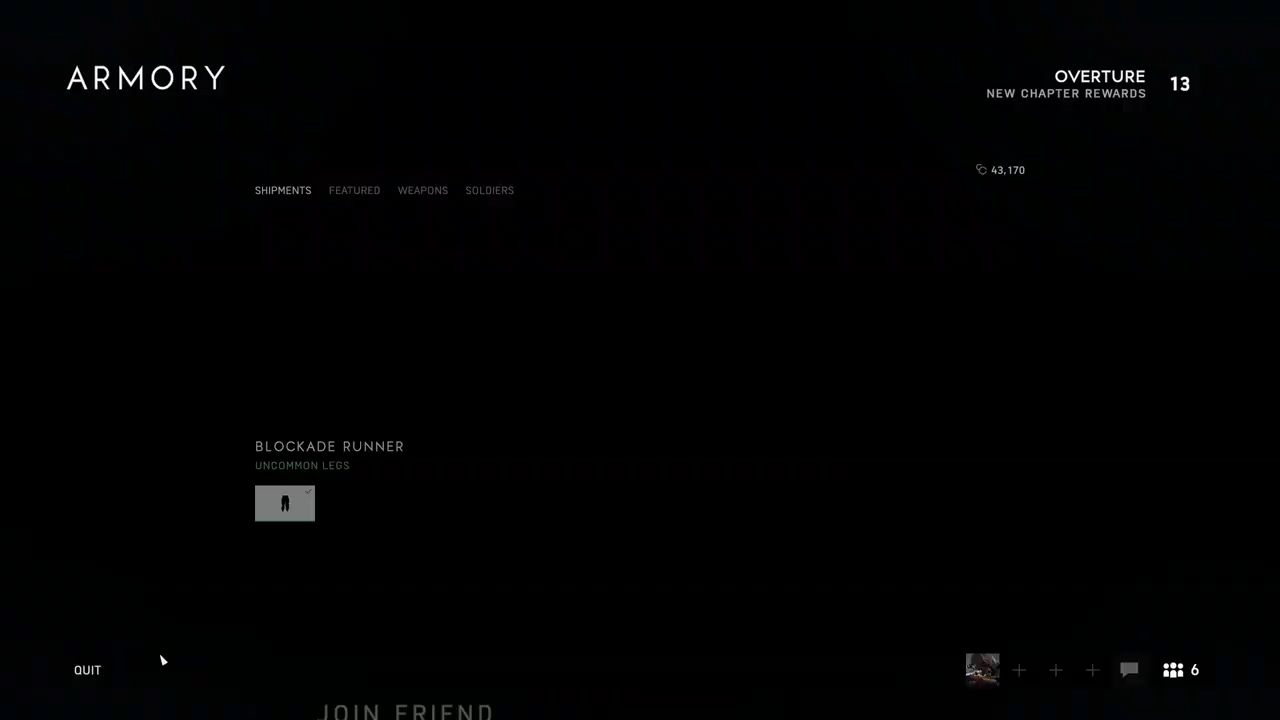 ARMORY
OVERTURE
NEW CHAPTER REWARDS
13
43,170
SHIPMENTS FEATURED WEAPONS SOLDIERS
BLOCKADE RUNNER
UNCOMMON LEGS
QUIT
6
JOIN FRIEND